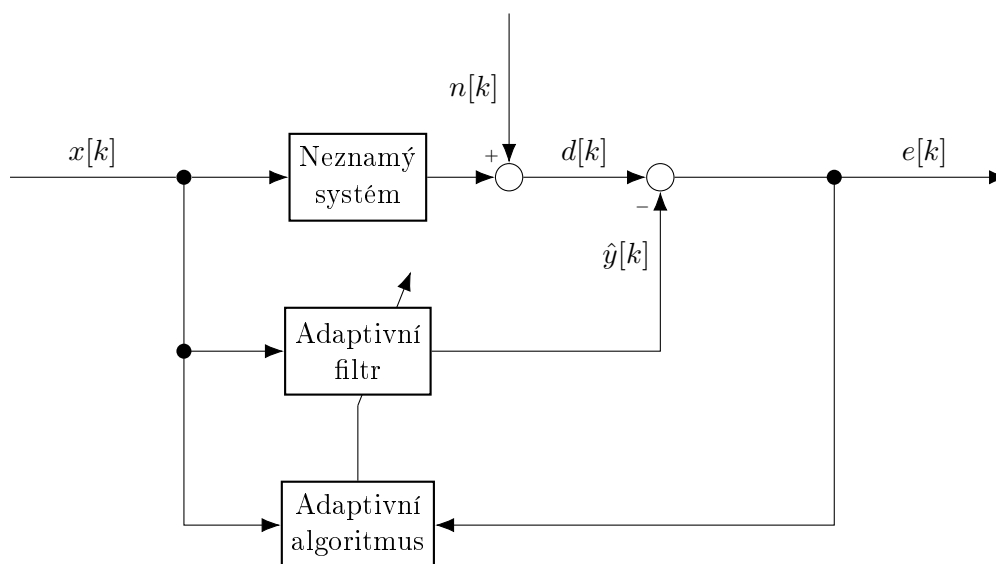 n[k]
x[k]
Neznamý
systém
+
d[k]
e[k]
−
ŷ[k]
Adaptivní
filtr
Adaptivní
algoritmus